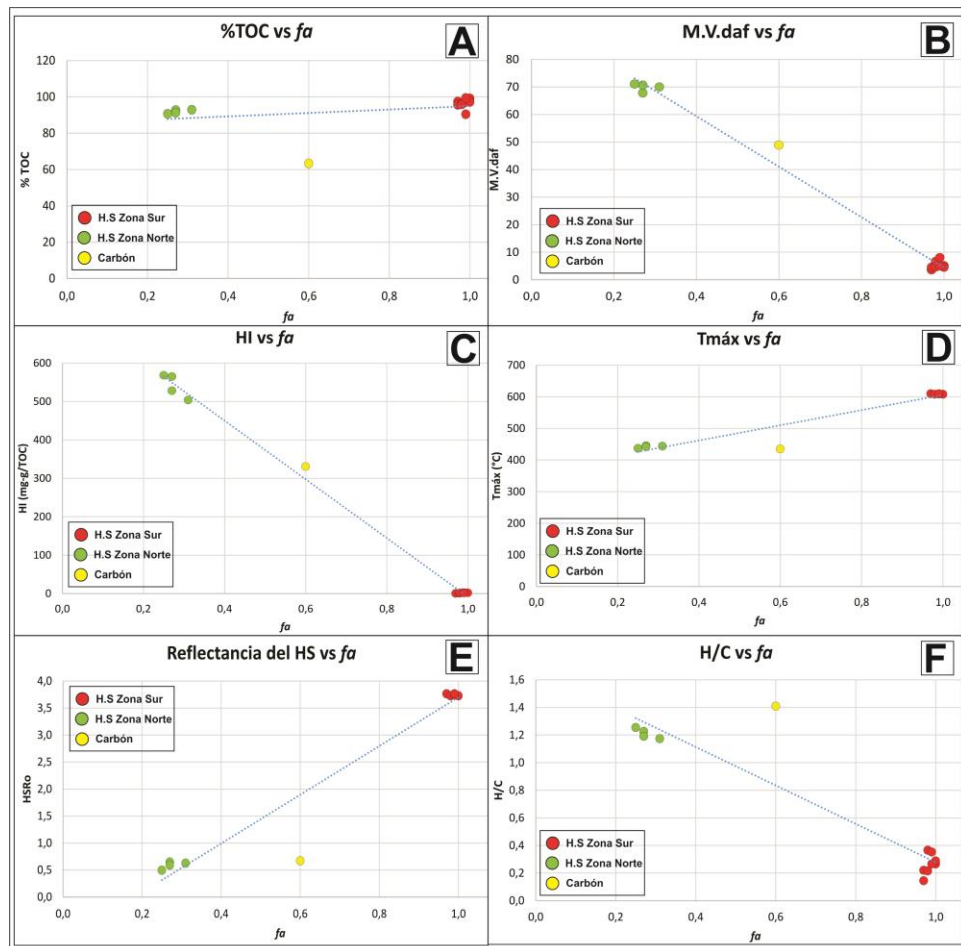 %TOC vs fa
A
120
100
80
60
40
20
0
% TOC
H.S Zona Sur
H.S Zona Norte
Carbón
0,0 0,2 0,4 0,6 0,8 1,0
fa
M.V.daf vs fa
B
80
70
60
50
40
30
20
10
0
M.V.daf
H.S Zona Sur
H.S Zona Norte
Carbón
0,0 0,2 0,4 0,6 0,8 1,0
fa
HI vs fa
C
600
500
400
300
200
100
0
HI (mg-g/TOC)
H.S Zona Sur
H.S Zona Norte
Carbón
0,0 0,2 0,4 0,6 0,8 1,0
fa
Tmáx vs fa
D
700
600
500
400
300
200
100
0
Tmáx (°C)
H.S Zona Sur
H.S Zona Norte
Carbón
0,0 0,2 0,4 0,6 0,8 1,0
fa
Reflectancia del HS vs fa
E
4,0
3,5
3,0
2,5
2,0
1,5
1,0
0,5
0,0
HSRo
H.S Zona Sur
H.S Zona Norte
Carbón
0,0 0,2 0,4 0,6 0,8 1,0
fa
H/C vs fa
F
1,6
1,4
1,2
1,0
0,8
0,6
0,4
0,2
0,0
H/C
H.S Zona Sur
H.S Zona Norte
Carbón
0,0 0,2 0,4 0,6 0,8 1,0
fa